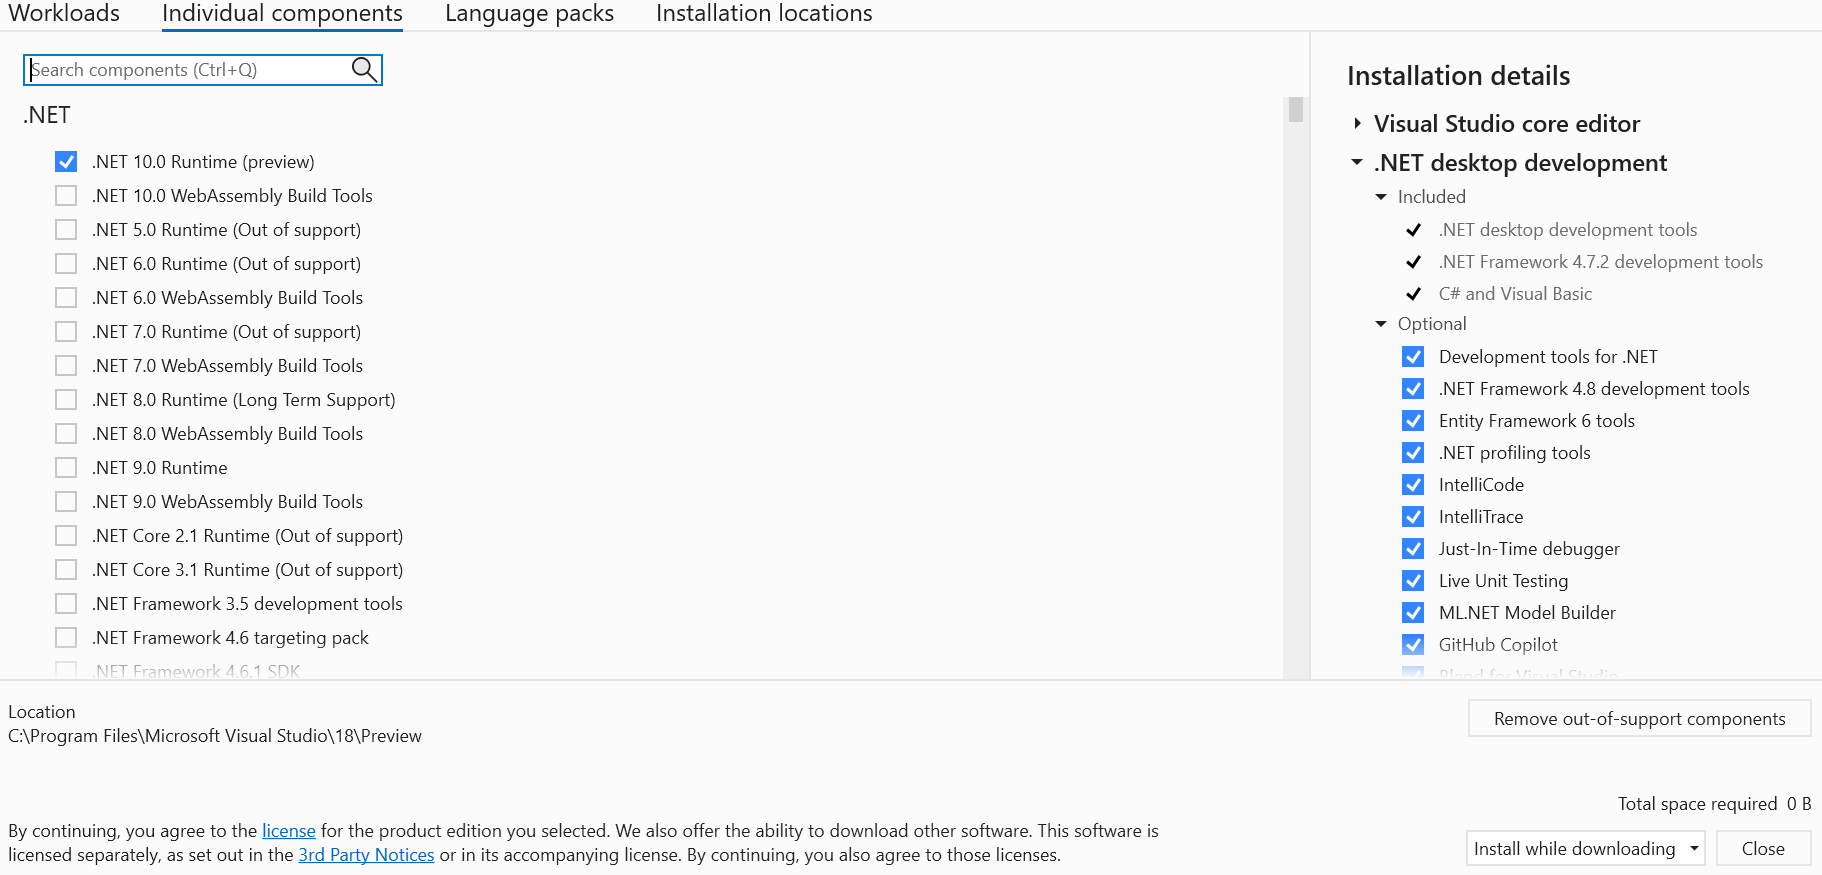 Workloads
Individual components
Language packs
Installation locations
Search components (Ctrl+Q)
.NET
.NET 10.0 Runtime (preview)
.NET 10.0 WebAssembly Build Tools
.NET 5.0 Runtime (Out of support)
.NET 6.0 Runtime (Out of support)
.NET 6.0 WebAssembly Build Tools
.NET 7.0 Runtime (Out of support)
.NET 7.0 WebAssembly Build Tools
.NET 8.0 Runtime (Long Term Support)
.NET 8.0 WebAssembly Build Tools
.NET 9.0 Runtime
.NET 9.0 WebAssembly Build Tools
.NET Core 2.1 Runtime (Out of support)
.NET Core 3.1 Runtime (Out of support)
.NET Framework 3.5 development tools
.NET Framework 4.6 targeting pack
.NET Framework 4.6.1 SDK
Installation details
Visual Studio core editor
.NET desktop development
Included
.NET desktop development tools
.NET Framework 4.7.2 development tools
C# and Visual Basic
Optional
Development tools for .NET
.NET Framework 4.8 development tools
Entity Framework 6 tools
.NET profiling tools
IntelliCode
IntelliTrace
Just-In-Time debugger
Live Unit Testing
ML.NET Model Builder
GitHub Copilot
Blend for Visual Studio
Location
C:\Program Files\Microsoft Visual Studio\18\Preview
Remove out-of-support components
Total space required 0 B
By continuing, you agree to the license for the product edition you selected. We also offer the ability to download other software. This software is
licensed separately, as set out in the 3rd Party Notices or in its accompanying license. By continuing, you also agree to those licenses.
Install while downloading
Close